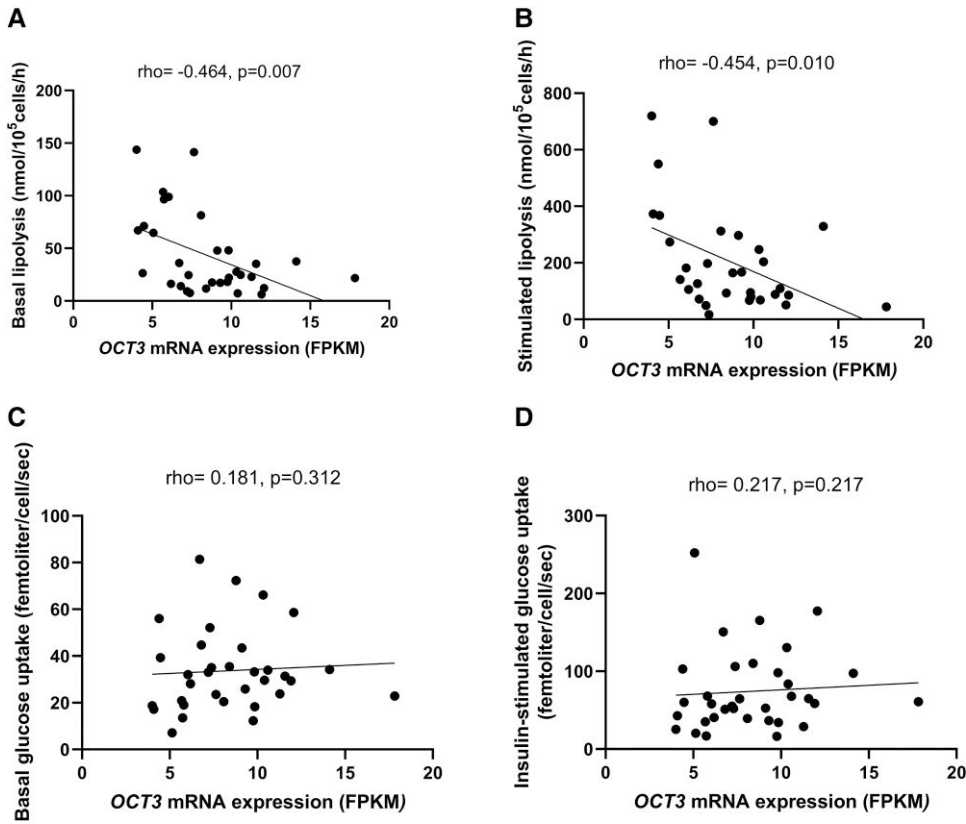 A
rho= -0.464, p=0.007
Basal lipolysis (nmol/10⁵cells/h)
200
150
100
50
0
0
5
10
15
20
OCT3 mRNA expression (FPKM)
B
rho= -0.454, p=0.010
Stimulated lipolysis (nmol/10⁵cells/h)
800
600
400
200
0
0
5
10
15
20
OCT3 mRNA expression (FPKM)
C
rho= 0.181, p=0.312
Basal glucose uptake (femtoliter/cell/sec)
100
80
60
40
20
0
0
5
10
15
20
OCT3 mRNA expression (FPKM)
D
rho= 0.217, p=0.217
Insulin-stimulated glucose uptake
(femtoliter/cell/sec)
300
200
100
0
0
5
10
15
20
OCT3 mRNA expression (FPKM)